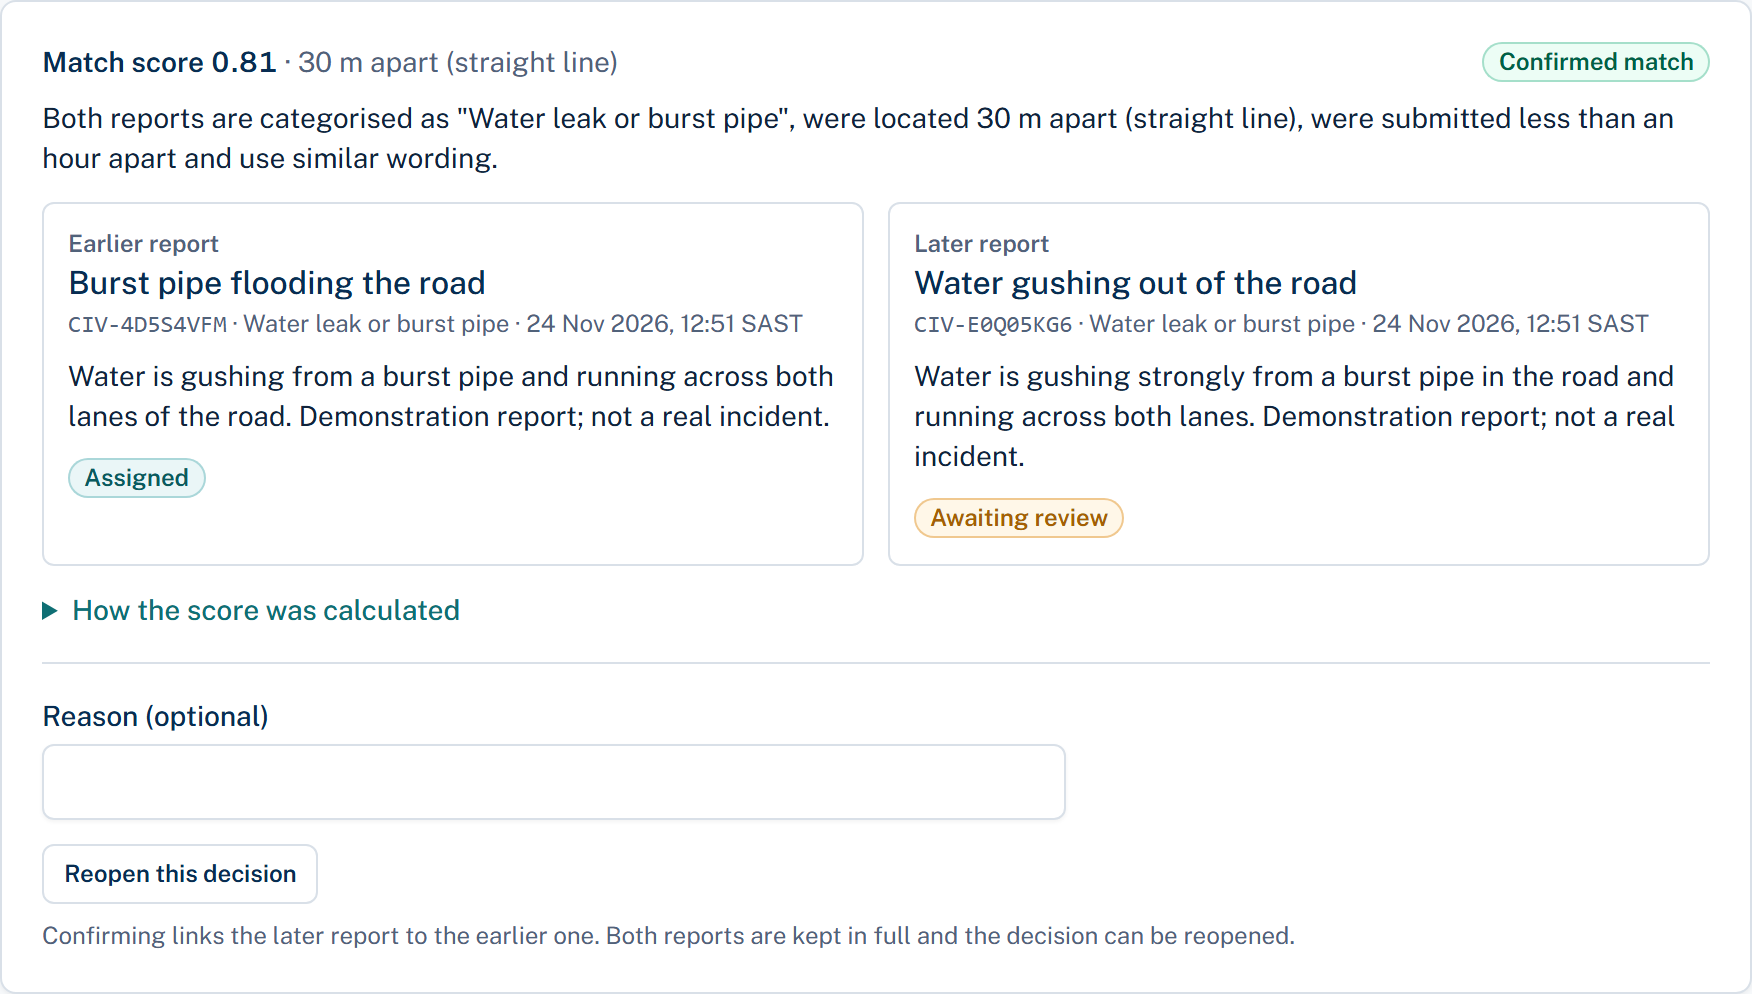 Match score 0.81 · 30 m apart (straight line)
Confirmed match
Both reports are categorised as "Water leak or burst pipe", were located 30 m apart (straight line), were submitted less than an
hour apart and use similar wording.
Earlier report
Burst pipe flooding the road
CIV-4D5S4VFM · Water leak or burst pipe · 24 Nov 2026, 12:51 SAST
Water is gushing from a burst pipe and running across both
lanes of the road. Demonstration report; not a real incident.
Assigned
Later report
Water gushing out of the road
CIV-E0Q05KG6 · Water leak or burst pipe · 24 Nov 2026, 12:51 SAST
Water is gushing strongly from a burst pipe in the road and
running across both lanes. Demonstration report; not a real
incident.
Awaiting review
How the score was calculated
Reason (optional)
Reopen this decision
Confirming links the later report to the earlier one. Both reports are kept in full and the decision can be reopened.